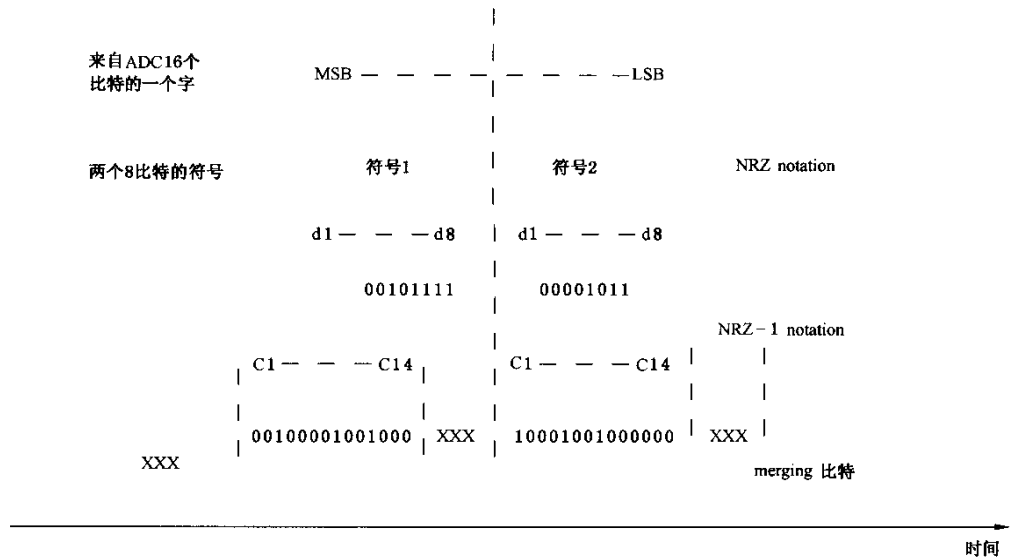 来自ADC16个
比特的一个字
MSB — — — — — — — —LSB
两个8比特的符号 符号1 符号2 NRZ notation
d1— — —d8 d1— — —d8
00101111 00001011
NRZ-1 notation
C1— — —C14 C1— — —C14
00100001001000 XXX 10001001000000 XXX
XXX
merging 比特
时间